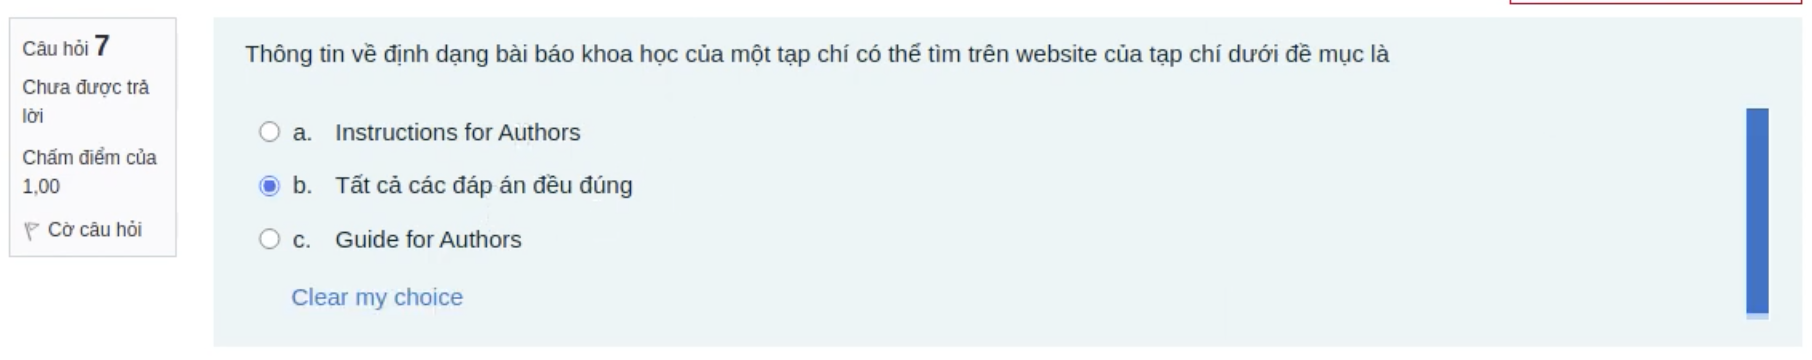 Câu hỏi 7
Chưa được trả
lời
Chấm điểm của
1,00
Cờ câu hỏi
Thông tin về định dạng bài báo khoa học của một tạp chí có thể tìm trên website của tạp chí dưới đề mục là
a. Instructions for Authors
b. Tất cả các đáp án đều đúng
c. Guide for Authors
Clear my choice